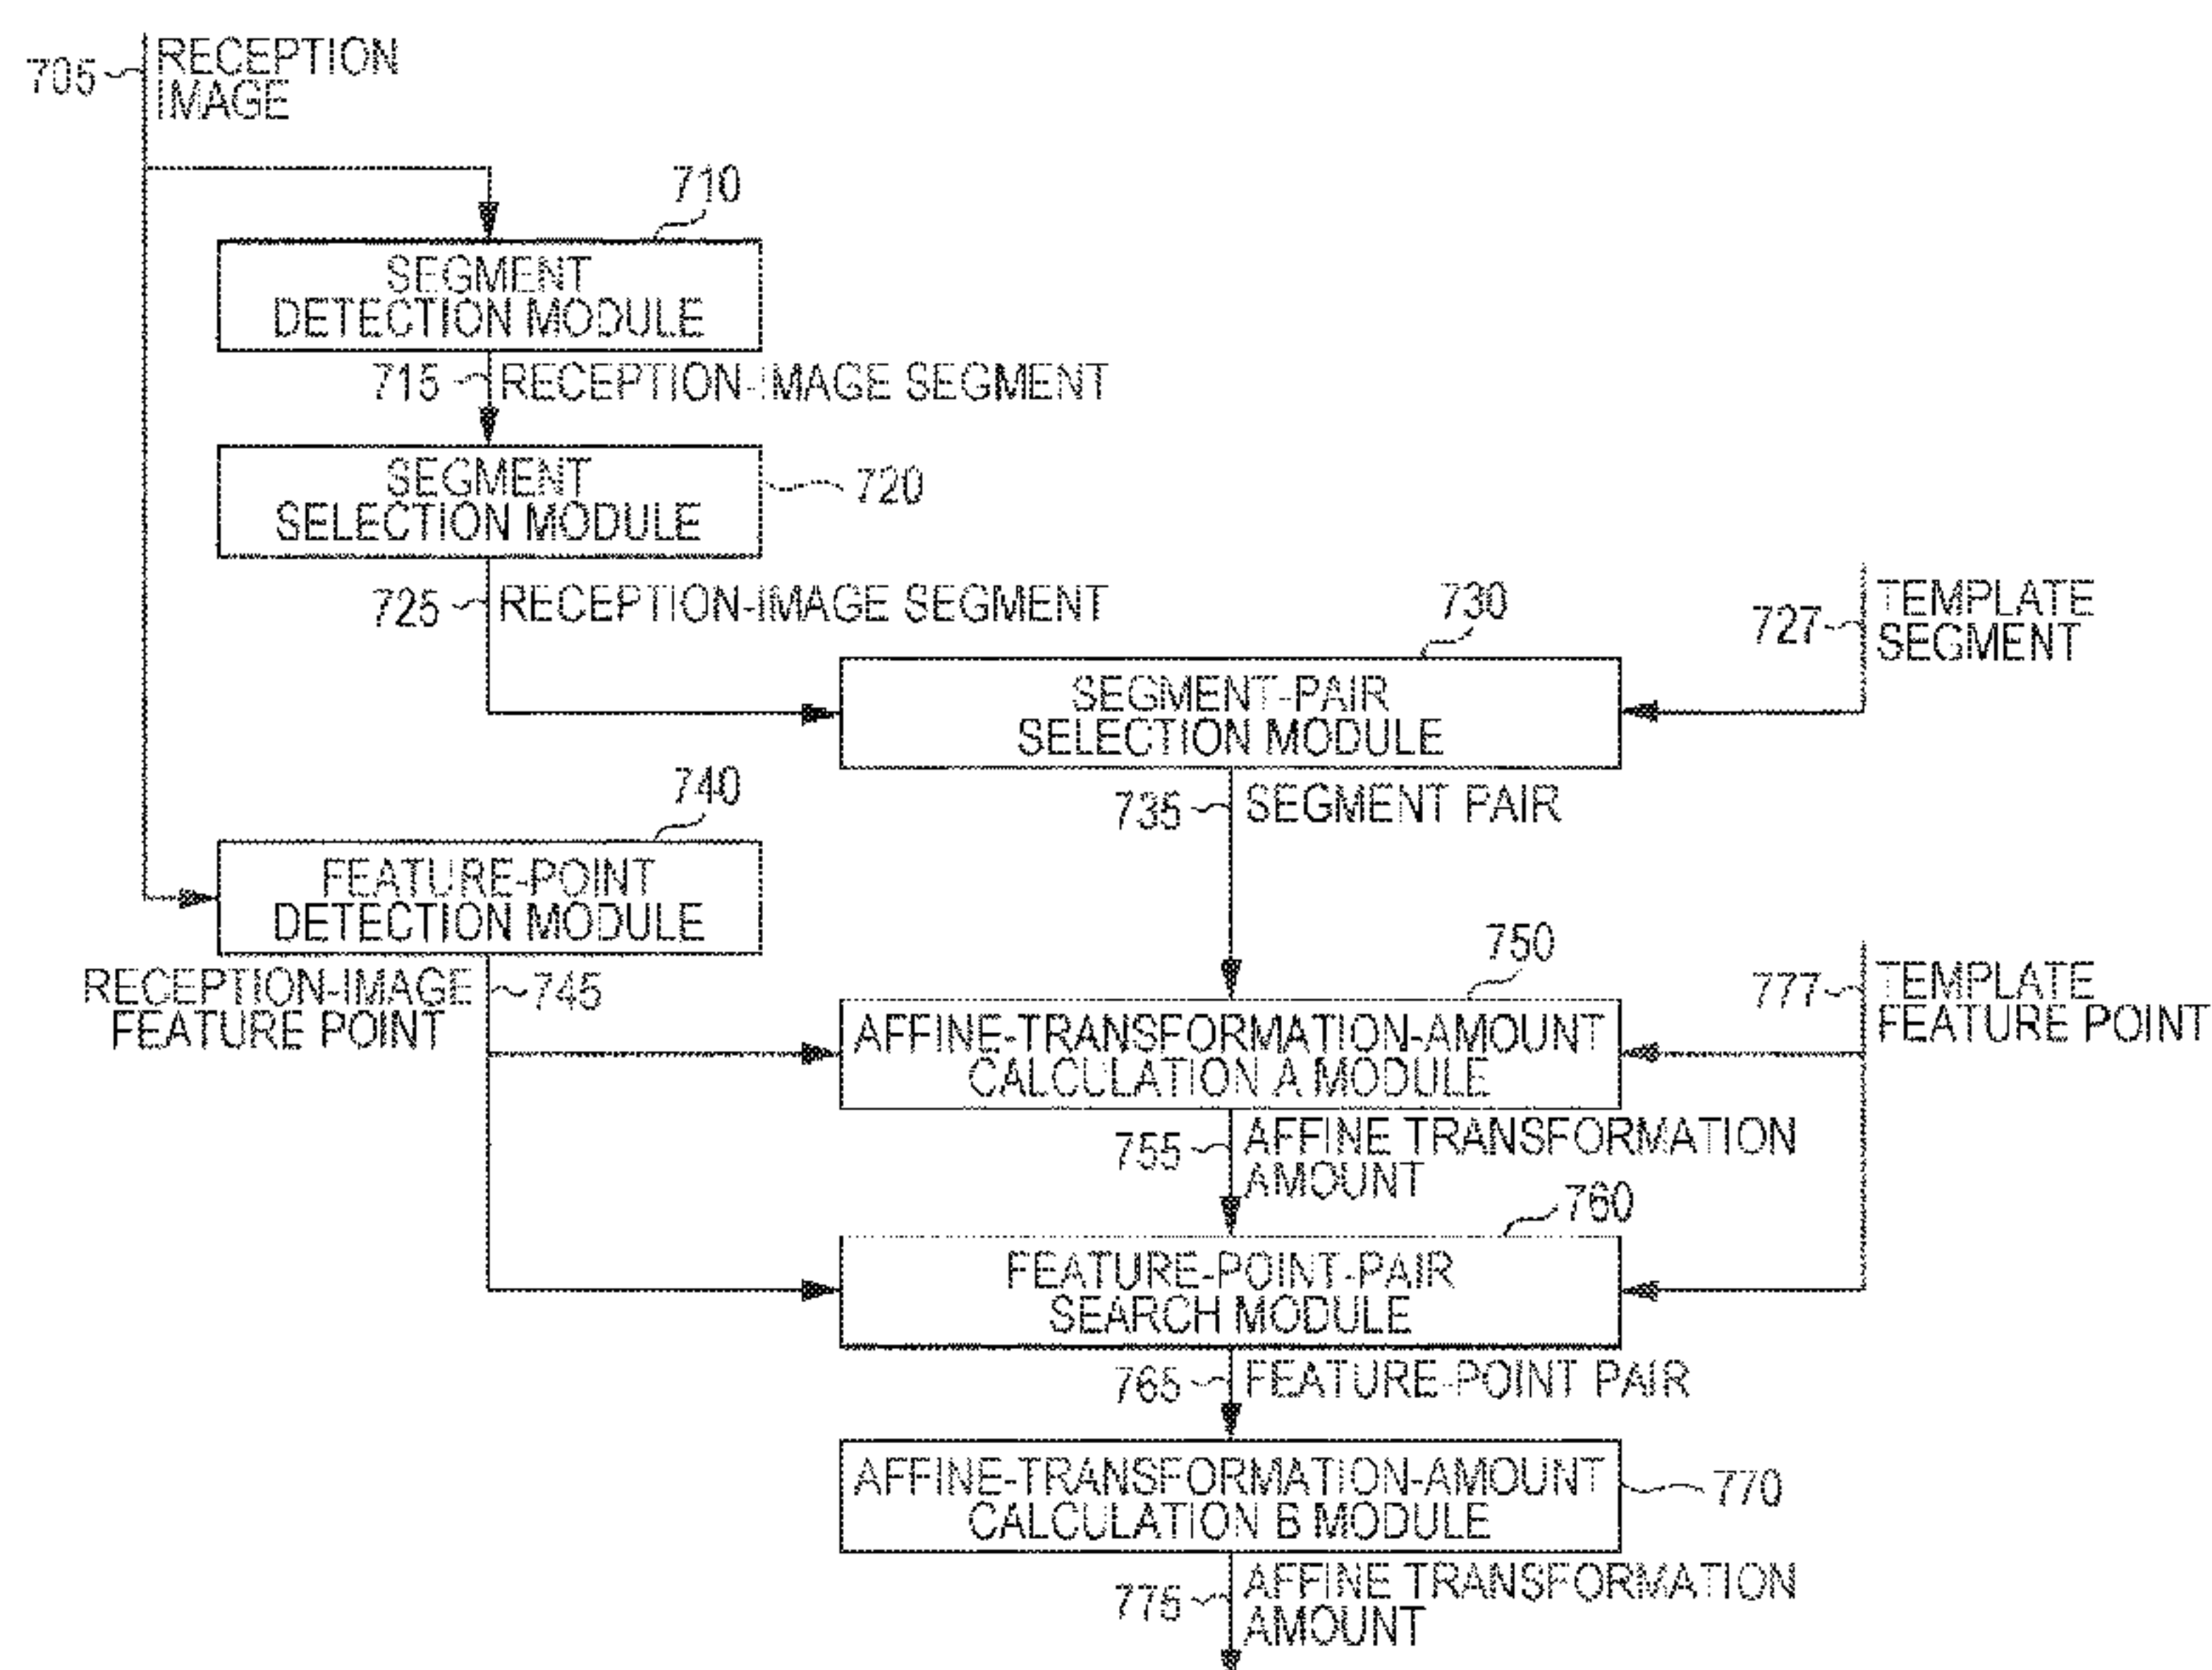 705
RECEPTION
IMAGE
710
SEGMENT
DETECTION MODULE
715
RECEPTION-IMAGE SEGMENT
SEGMENT
SELECTION MODULE
720
725
RECEPTION-IMAGE SEGMENT
730
727
TEMPLATE
SEGMENT
SEGMENT-PAIR
SELECTION MODULE
735
SEGMENT PAIR
740
FEATURE-POINT
DETECTION MODULE
RECEPTION-IMAGE
FEATURE POINT
745
750
777
TEMPLATE
FEATURE POINT
AFFINE-TRANSFORMATION-AMOUNT
CALCULATION A MODULE
755
AFFINE TRANSFORMATION
AMOUNT
760
FEATURE-POINT-PAIR
SEARCH MODULE
765
FEATURE-POINT PAIR
AFFINE-TRANSFORMATION-AMOUNT
CALCULATION B MODULE
770
775
AFFINE TRANSFORMATION
AMOUNT